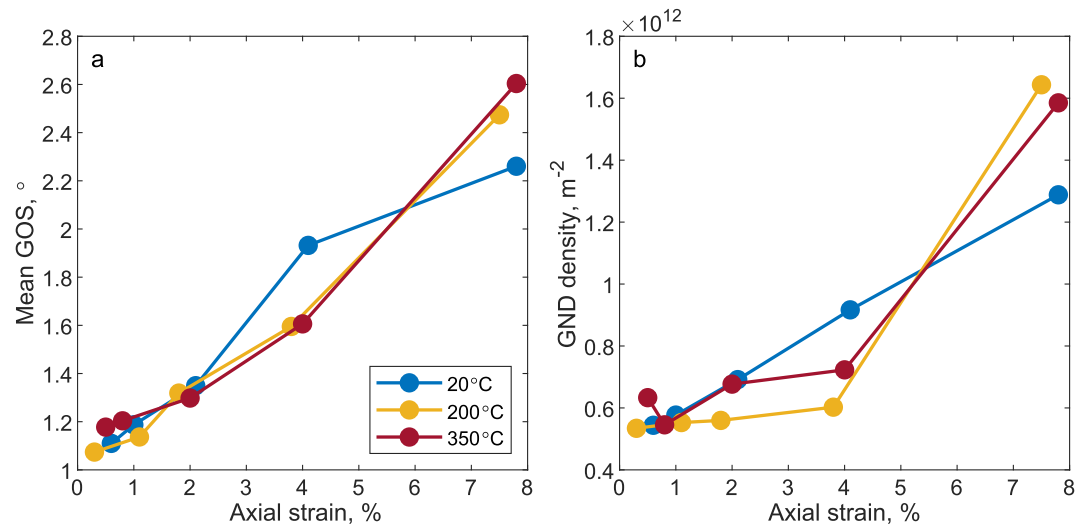 a
Mean GOS, °
2.8
2.6
2.4
2.2
2
1.8
1.6
1.4
1.2
1
0 1 2 3 4 5 6 7 8
Axial strain, %
20°C
200°C
350°C
×10¹²
b
GND density, m⁻²
1.8
1.6
1.4
1.2
1
0.8
0.6
0.4
0 1 2 3 4 5 6 7 8
Axial strain, %